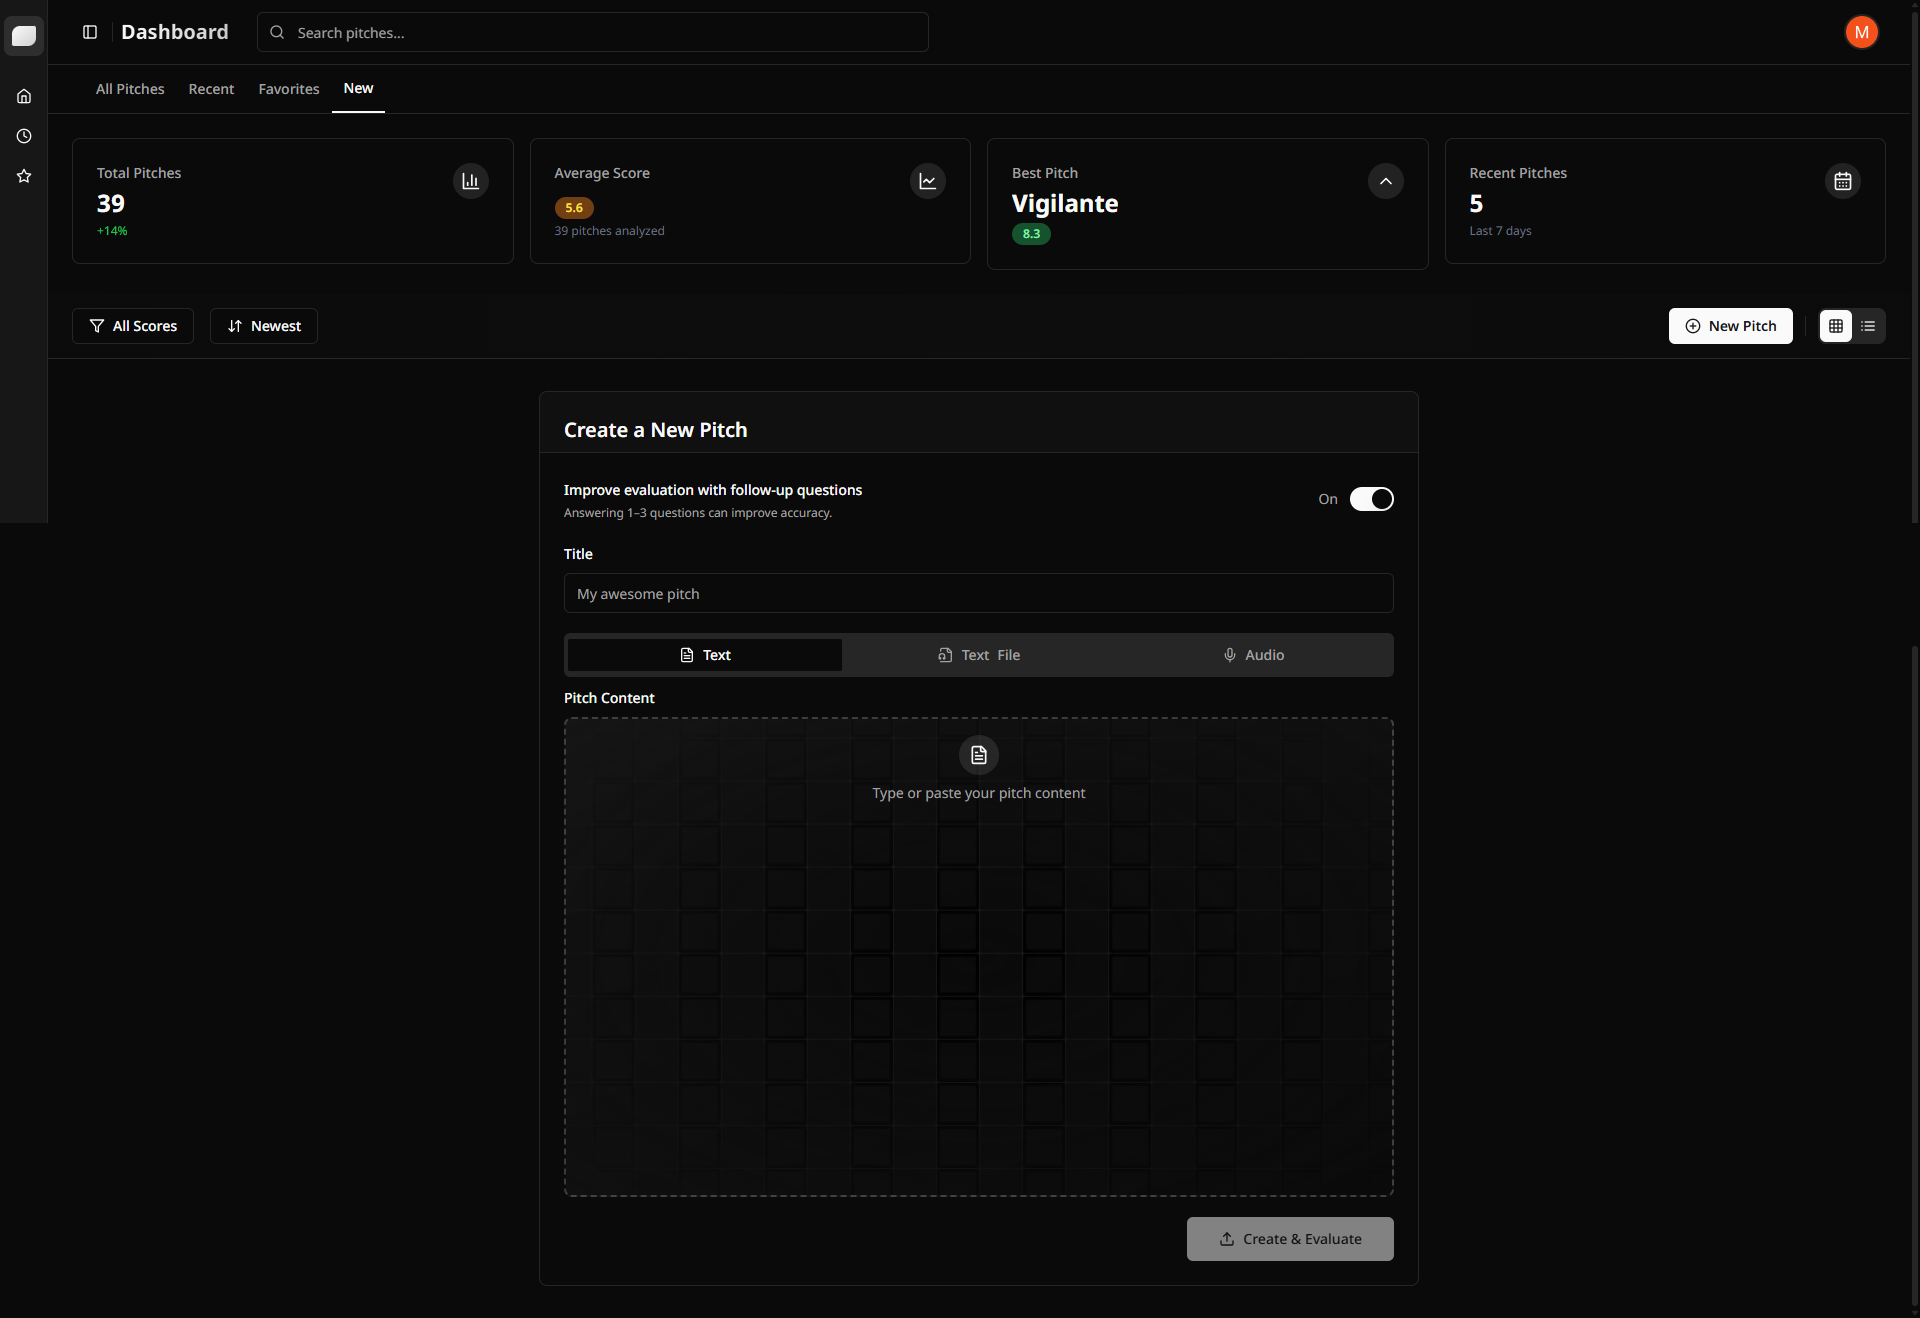 Dashboard
Search pitches...
M
All Pitches
Recent
Favorites
New
Total Pitches
39
+14%
Average Score
5.6
39 pitches analyzed
Best Pitch
Vigilante
8.3
Recent Pitches
5
Last 7 days
All Scores
Newest
New Pitch
Create a New Pitch
Improve evaluation with follow-up questions
Answering 1–3 questions can improve accuracy.
On
Title
My awesome pitch
Text
Text File
Audio
Pitch Content
Type or paste your pitch content
Create & Evaluate